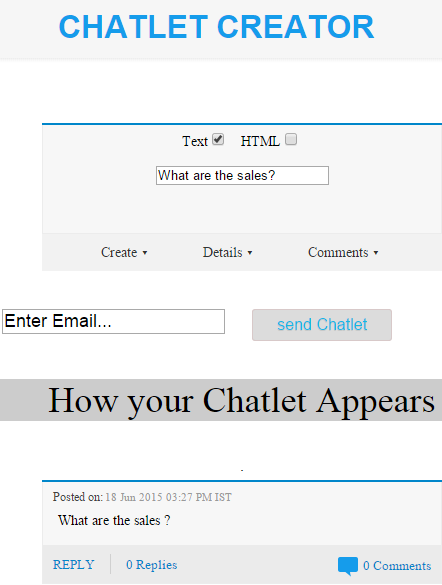 CHATLET CREATOR
Text HTML
What are the sales?
Create Details Comments
Enter Email... send Chatlet
How your Chatlet Appears
.
Posted on: 18 Jun 2015 03:27 PM IST
What are the sales ?
REPLY 0 Replies 0 Comments